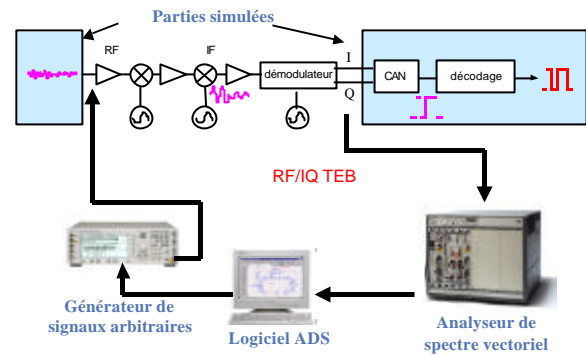 Parties simulées
RF
IF
démodulateur
I
Q
CAN
décodage
RF/IQ TEB
Générateur de
signaux arbitraires
Logiciel ADS
Analyseur de
spectre vectoriel